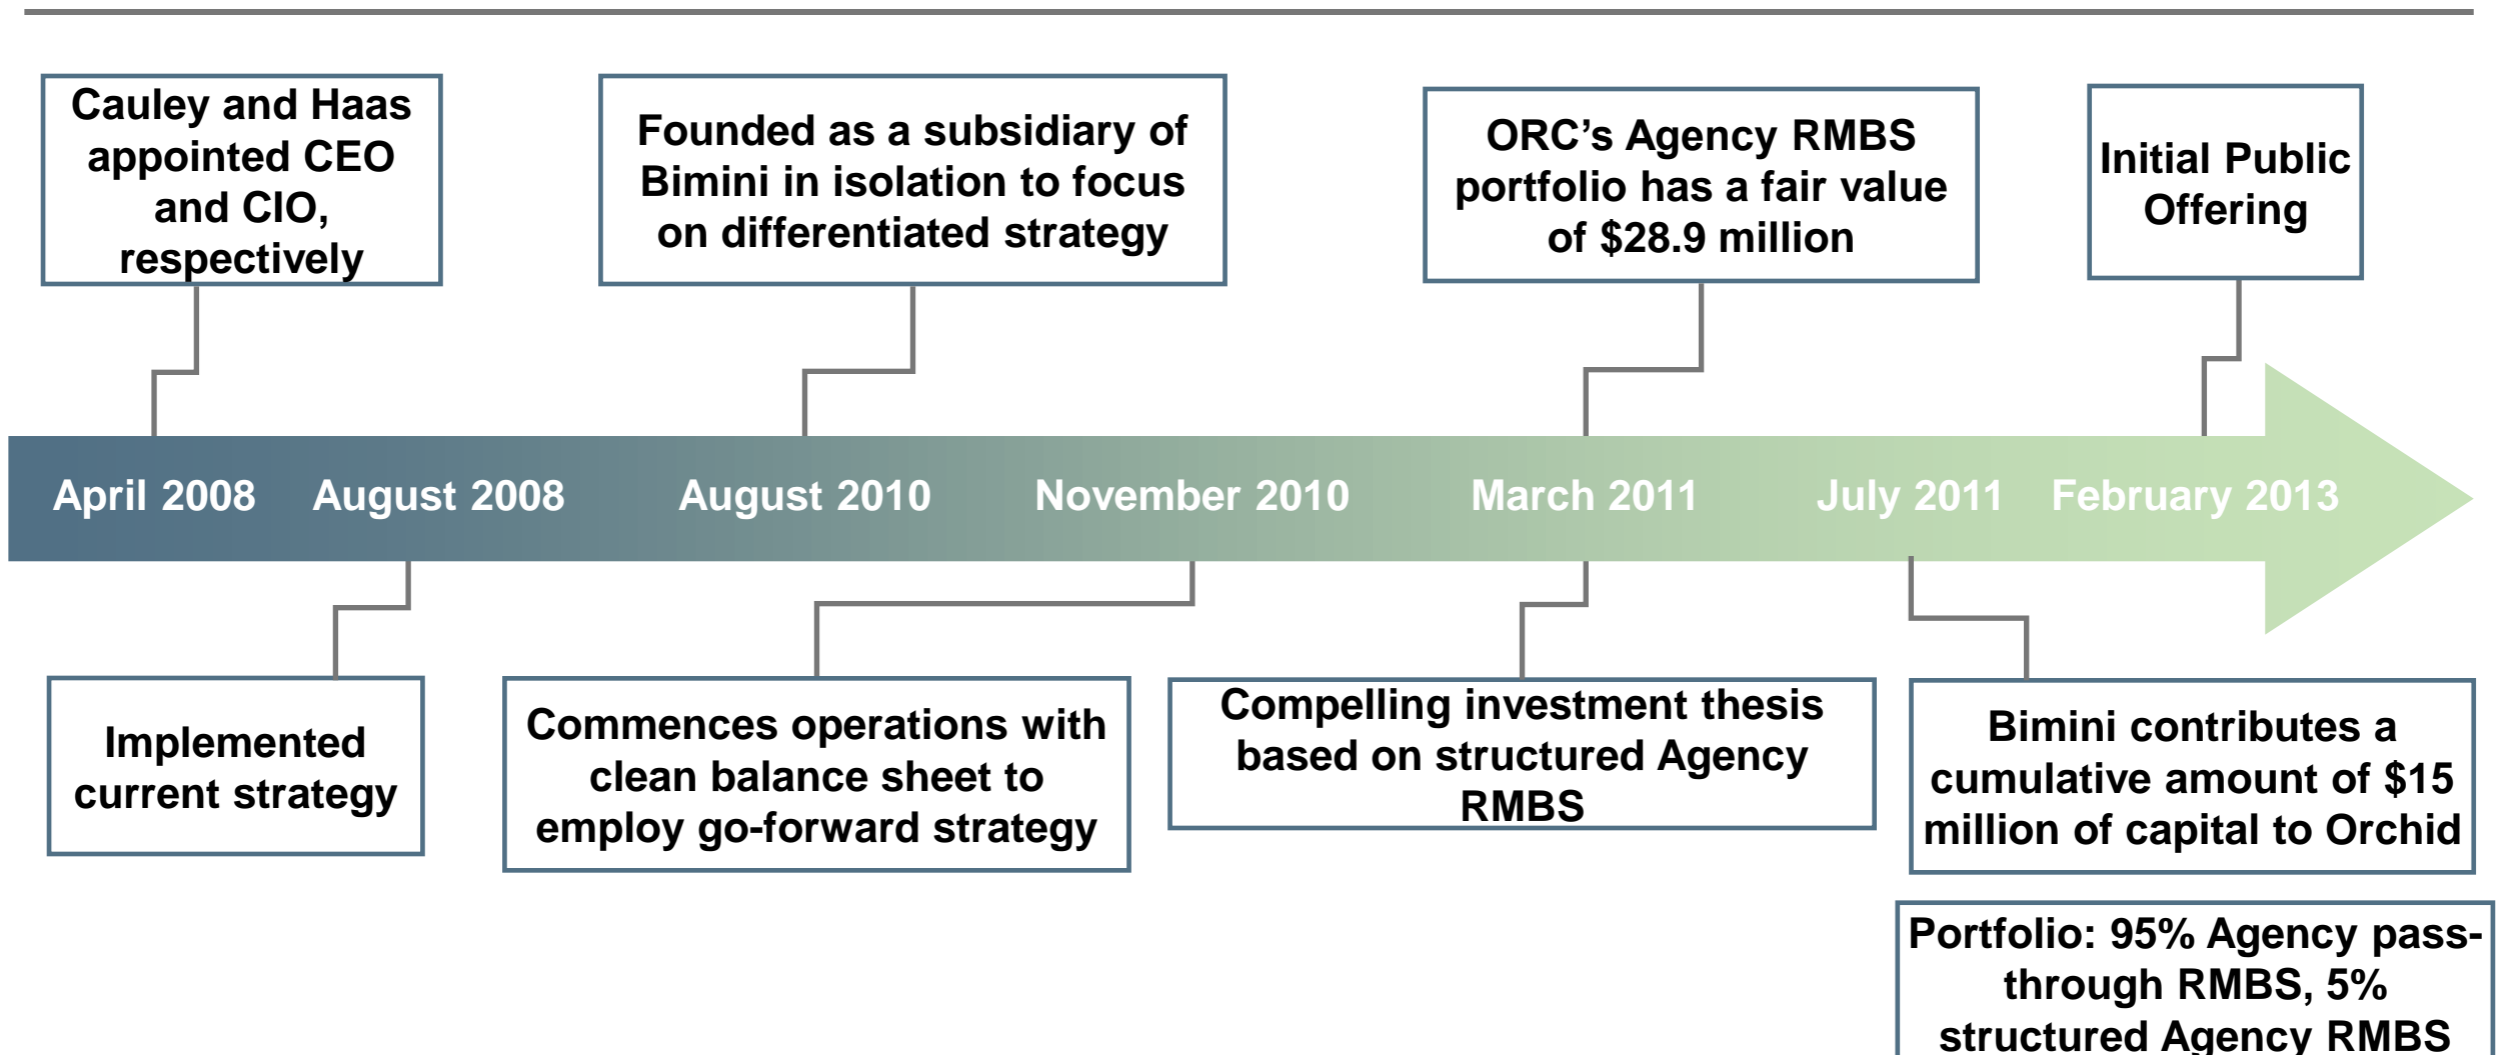 Cauley and Haas
appointed CEO
and CIO,
respectively
Founded as a subsidiary of
Bimini in isolation to focus
on differentiated strategy
ORC’s Agency RMBS
portfolio has a fair value
of $28.9 million
Initial Public
Offering
April 2008
August 2008
August 2010
November 2010
March 2011
July 2011
February 2013
Implemented
current strategy
Commences operations with
clean balance sheet to
employ go-forward strategy
Compelling investment thesis
based on structured Agency
RMBS
Bimini contributes a
cumulative amount of $15
million of capital to Orchid
Portfolio: 95% Agency pass-
through RMBS, 5%
structured Agency RMBS